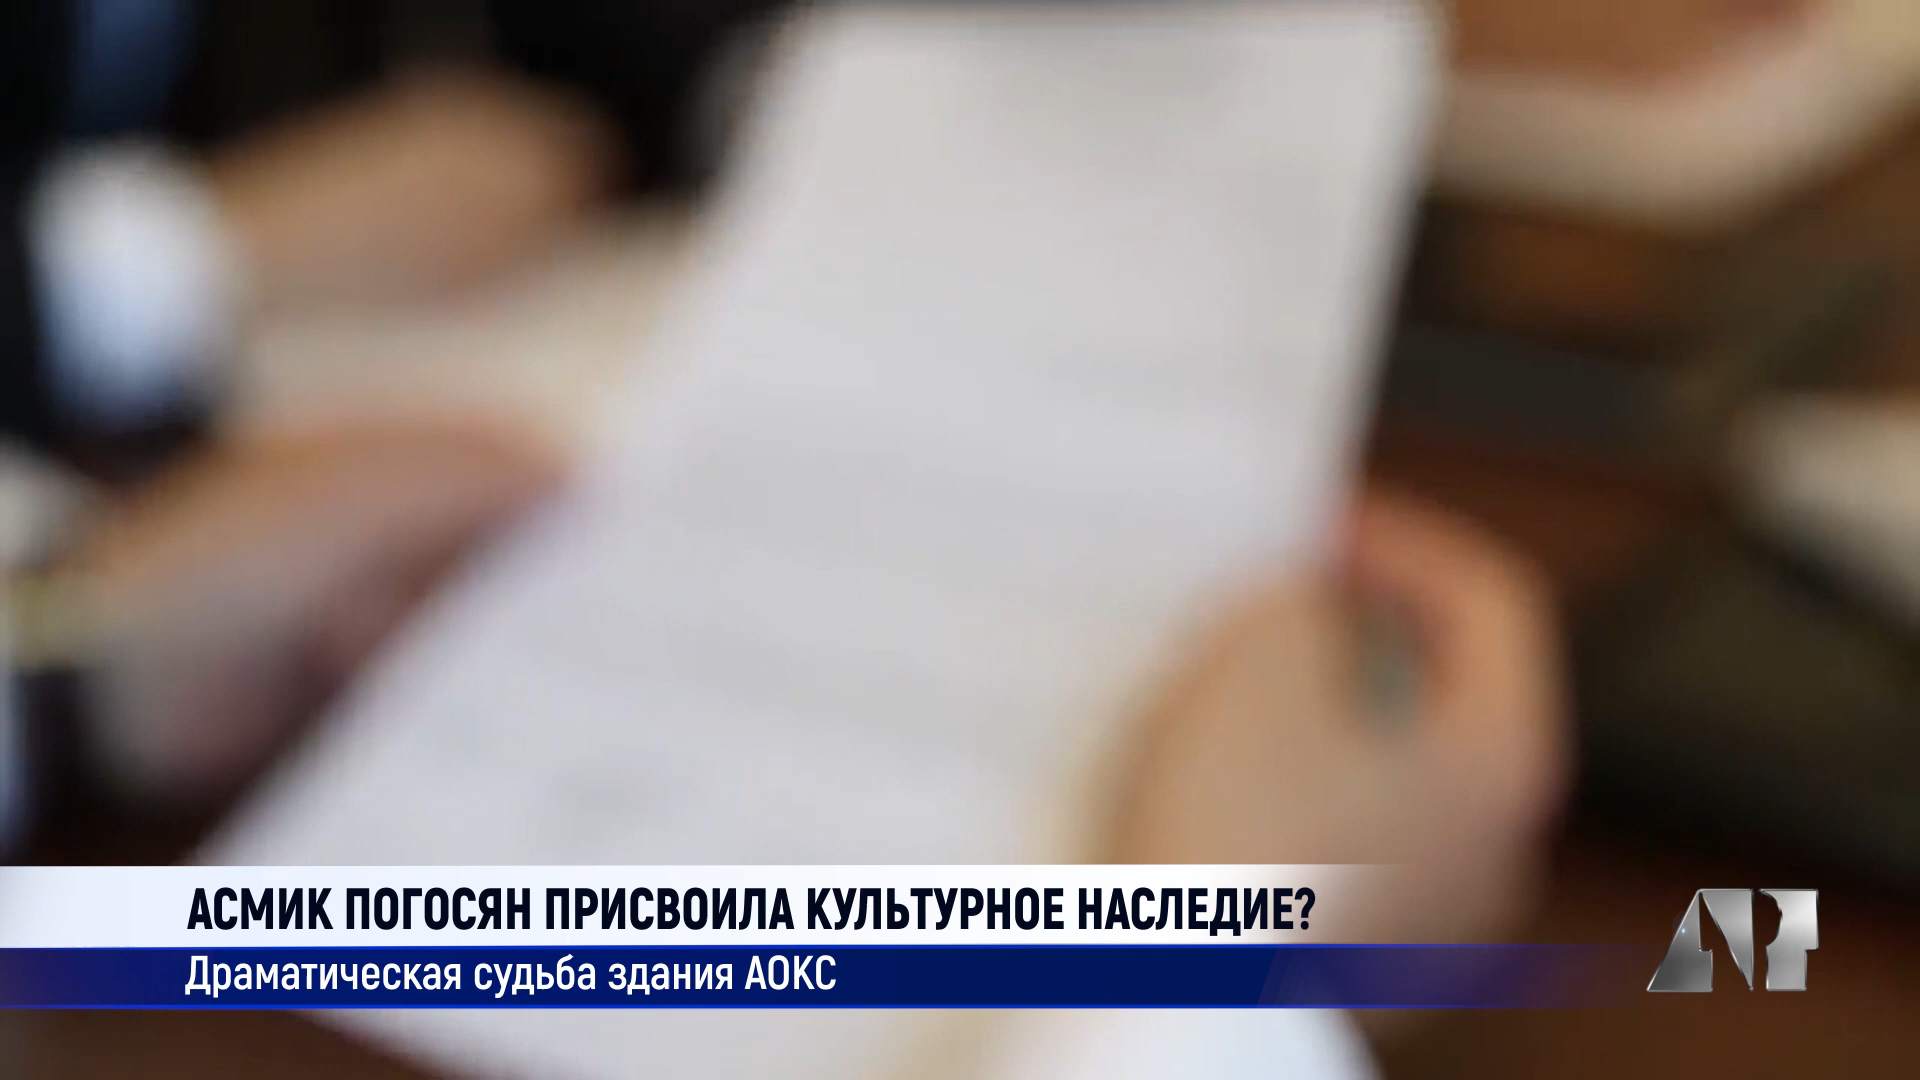 АСМИК ПОГОСЯН ПРИСВОИЛА КУЛЬТУРНОЕ НАСЛЕДИЕ?
Драматическая судьба здания АОКС